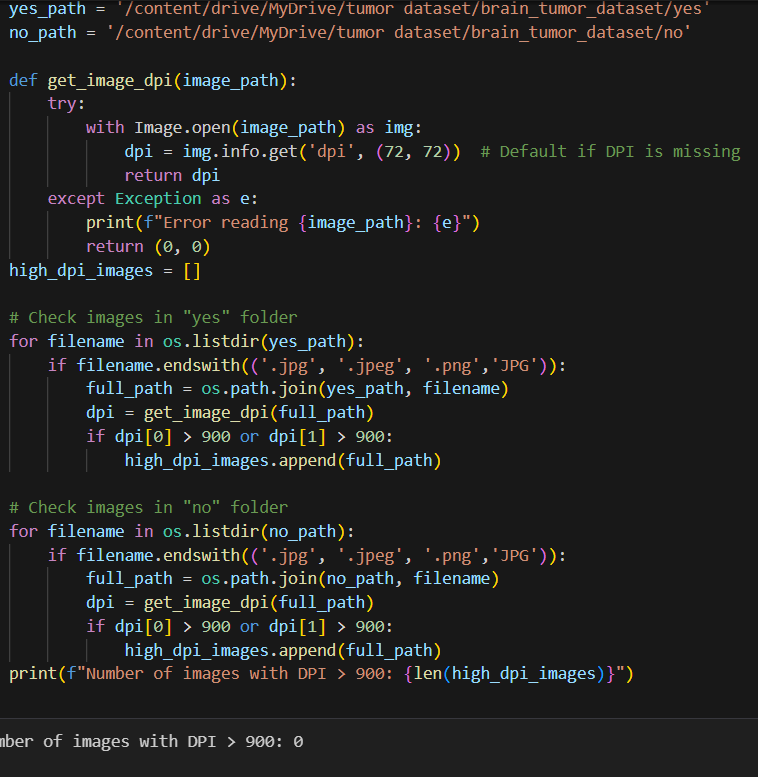 yes_path = '/content/drive/MyDrive/tumor dataset/brain_tumor_dataset/yes'
no_path = '/content/drive/MyDrive/tumor dataset/brain_tumor_dataset/no'

def get_image_dpi(image_path):
    try:
        with Image.open(image_path) as img:
            dpi = img.info.get('dpi', (72, 72))  # Default if DPI is missing
            return dpi
    except Exception as e:
        print(f"Error reading {image_path}: {e}")
        return (0, 0)
high_dpi_images = []

# Check images in "yes" folder
for filename in os.listdir(yes_path):
    if filename.endswith(('.jpg', '.jpeg', '.png','JPG')):
        full_path = os.path.join(yes_path, filename)
        dpi = get_image_dpi(full_path)
        if dpi[0] > 900 or dpi[1] > 900:
            high_dpi_images.append(full_path)

# Check images in "no" folder
for filename in os.listdir(no_path):
    if filename.endswith(('.jpg', '.jpeg', '.png','JPG')):
        full_path = os.path.join(no_path, filename)
        dpi = get_image_dpi(full_path)
        if dpi[0] > 900 or dpi[1] > 900:
            high_dpi_images.append(full_path)
print(f"Number of images with DPI > 900: {len(high_dpi_images)}")

mber of images with DPI > 900: 0